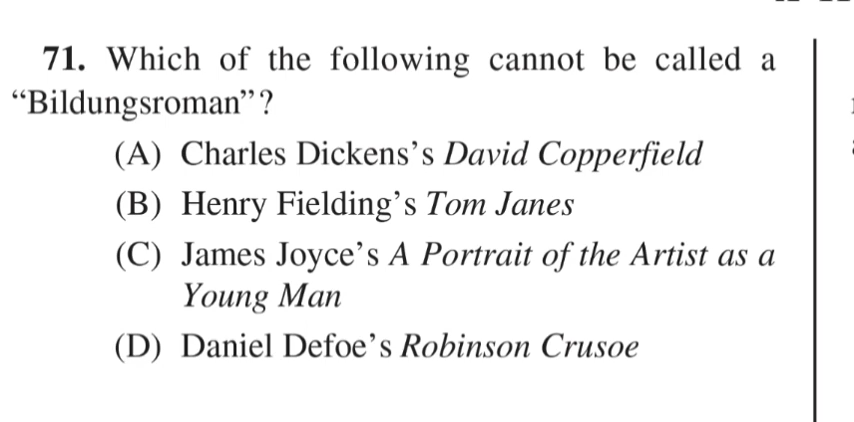 71. Which of the following cannot be called a
“Bildungsroman”?
(A) Charles Dickens’s David Copperfield
(B) Henry Fielding’s Tom Janes
(C) James Joyce’s A Portrait of the Artist as a
Young Man
(D) Daniel Defoe’s Robinson Crusoe